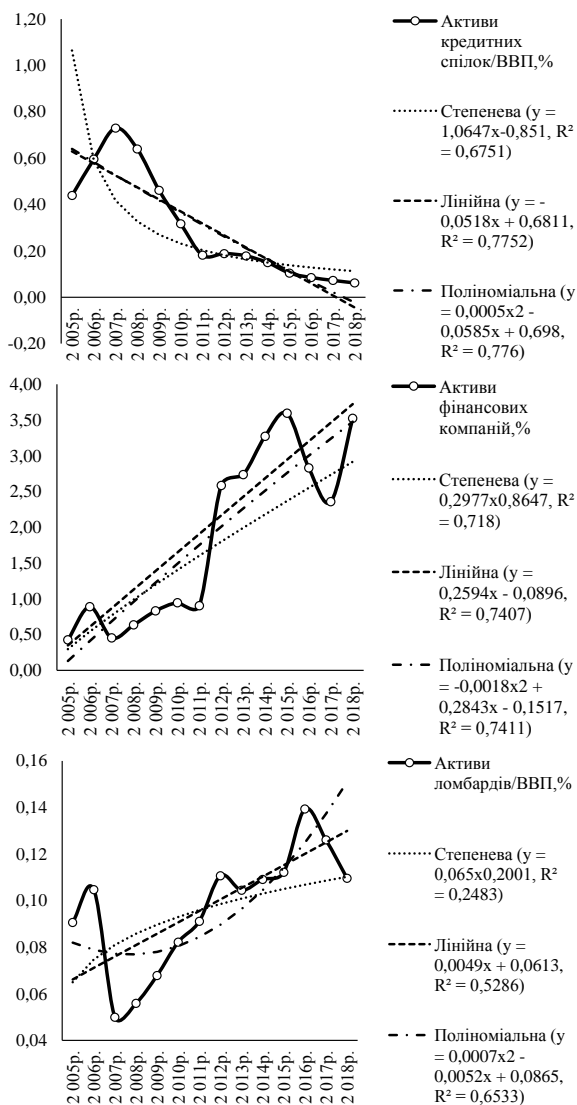 1,20
1,00
0,80
0,60
0,40
0,20
0,00
-0,20
2 005р.
2 006р.
2 007р.
2 008р.
2 009р.
2 010р.
2 011р.
2 012р.
2 013р.
2 014р.
2 015р.
2 016р.
2 017р.
2 018р.
Активи
кредитних
спілок/ВВП,%
Степенева (y =
1,0647x-0,851, R²
= 0,6751)
Лінійна (y = -
0,0518x + 0,6811,
R² = 0,7752)
Поліноміальна (y
= 0,0005x2 -
0,0585x + 0,698,
R² = 0,776)
4,00
3,50
3,00
2,50
2,00
1,50
1,00
0,50
0,00
2 005р.
2 006р.
2 007р.
2 008р.
2 009р.
2 010р.
2 011р.
2 012р.
2 013р.
2 014р.
2 015р.
2 016р.
2 017р.
2 018р.
Активи
фінансових
компаній,%
Степенева (y =
0,2977x0,8647, R²
= 0,718)
Лінійна (y =
0,2594x - 0,0896,
R² = 0,7407)
Поліноміальна (y
= -0,0018x2 +
0,2843x - 0,1517,
R² = 0,7411)
0,16
0,14
0,12
0,10
0,08
0,06
0,04
2 005р.
2 006р.
2 007р.
2 008р.
2 009р.
2 010р.
2 011р.
2 012р.
2 013р.
2 014р.
2 015р.
2 016р.
2 017р.
2 018р.
Активи
ломбардів/ВВП,%
Степенева (y =
0,065x0,2001, R² =
0,2483)
Лінійна (y =
0,0049x + 0,0613,
R² = 0,5286)
Поліноміальна (y
= 0,0007x2 -
0,0052x + 0,0865,
R² = 0,6533)